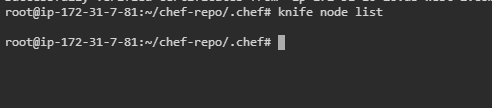 root@ip-172-31-7-81:~/chef-repo/.chef# knife node list
root@ip-172-31-7-81:~/chef-repo/.chef#